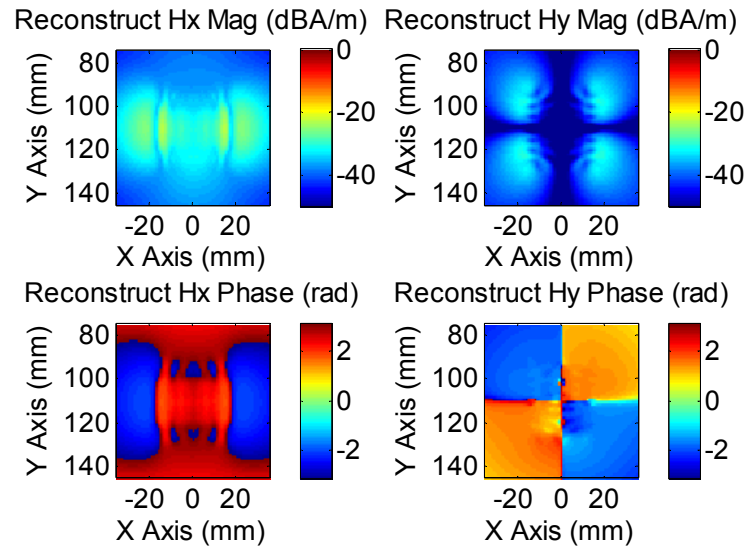 Reconstruct Hx Mag (dBA/m)
Reconstruct Hy Mag (dBA/m)
Y Axis (mm)
80
100
120
140
-20 0 20
X Axis (mm)
0
-20
-40
Y Axis (mm)
80
100
120
140
-20 0 20
X Axis (mm)
0
-20
-40
Reconstruct Hx Phase (rad)
Reconstruct Hy Phase (rad)
Y Axis (mm)
80
100
120
140
-20 0 20
X Axis (mm)
2
0
-2
Y Axis (mm)
80
100
120
140
-20 0 20
X Axis (mm)
2
0
-2